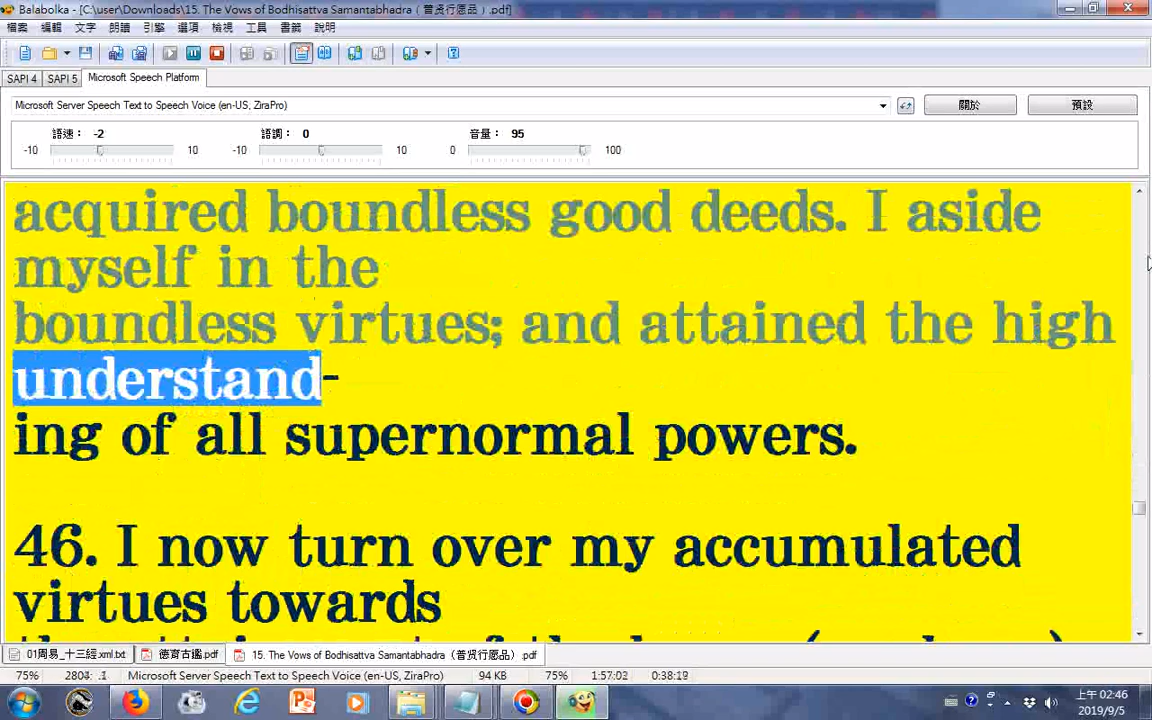 Balabolka - [C:\user\Downloads\15. The Vows of Bodhisattva Samantabhadra (普賢行愿品).pdf]
檔案 編輯 文字 朗讀 引擎 選項 檢視 工具 書籤 說明
SAPI 4 SAPI 5 Microsoft Speech Platform
Microsoft Server Speech Text to Speech Voice (en-US, ZiraPro) 關於 預設
語速： -2 語調： 0 音量： 95
-10 10 -10 10 0 100
acquired boundless good deeds. I aside
myself in the
boundless virtues; and attained the high
understand-
ing of all supernormal powers.
46. I now turn over my accumulated
virtues towards
01周易_十三經.xml.txt 德育古鑑.pdf 15. The Vows of Bodhisattva Samantabhadra (普賢行愿品) .pdf
75% 2804: .1 Microsoft Server Speech Text to Speech Voice (en-US, ZiraPro) 94 KB 75% 1:57:02 0:38:19
上午 02:46
2019/9/5